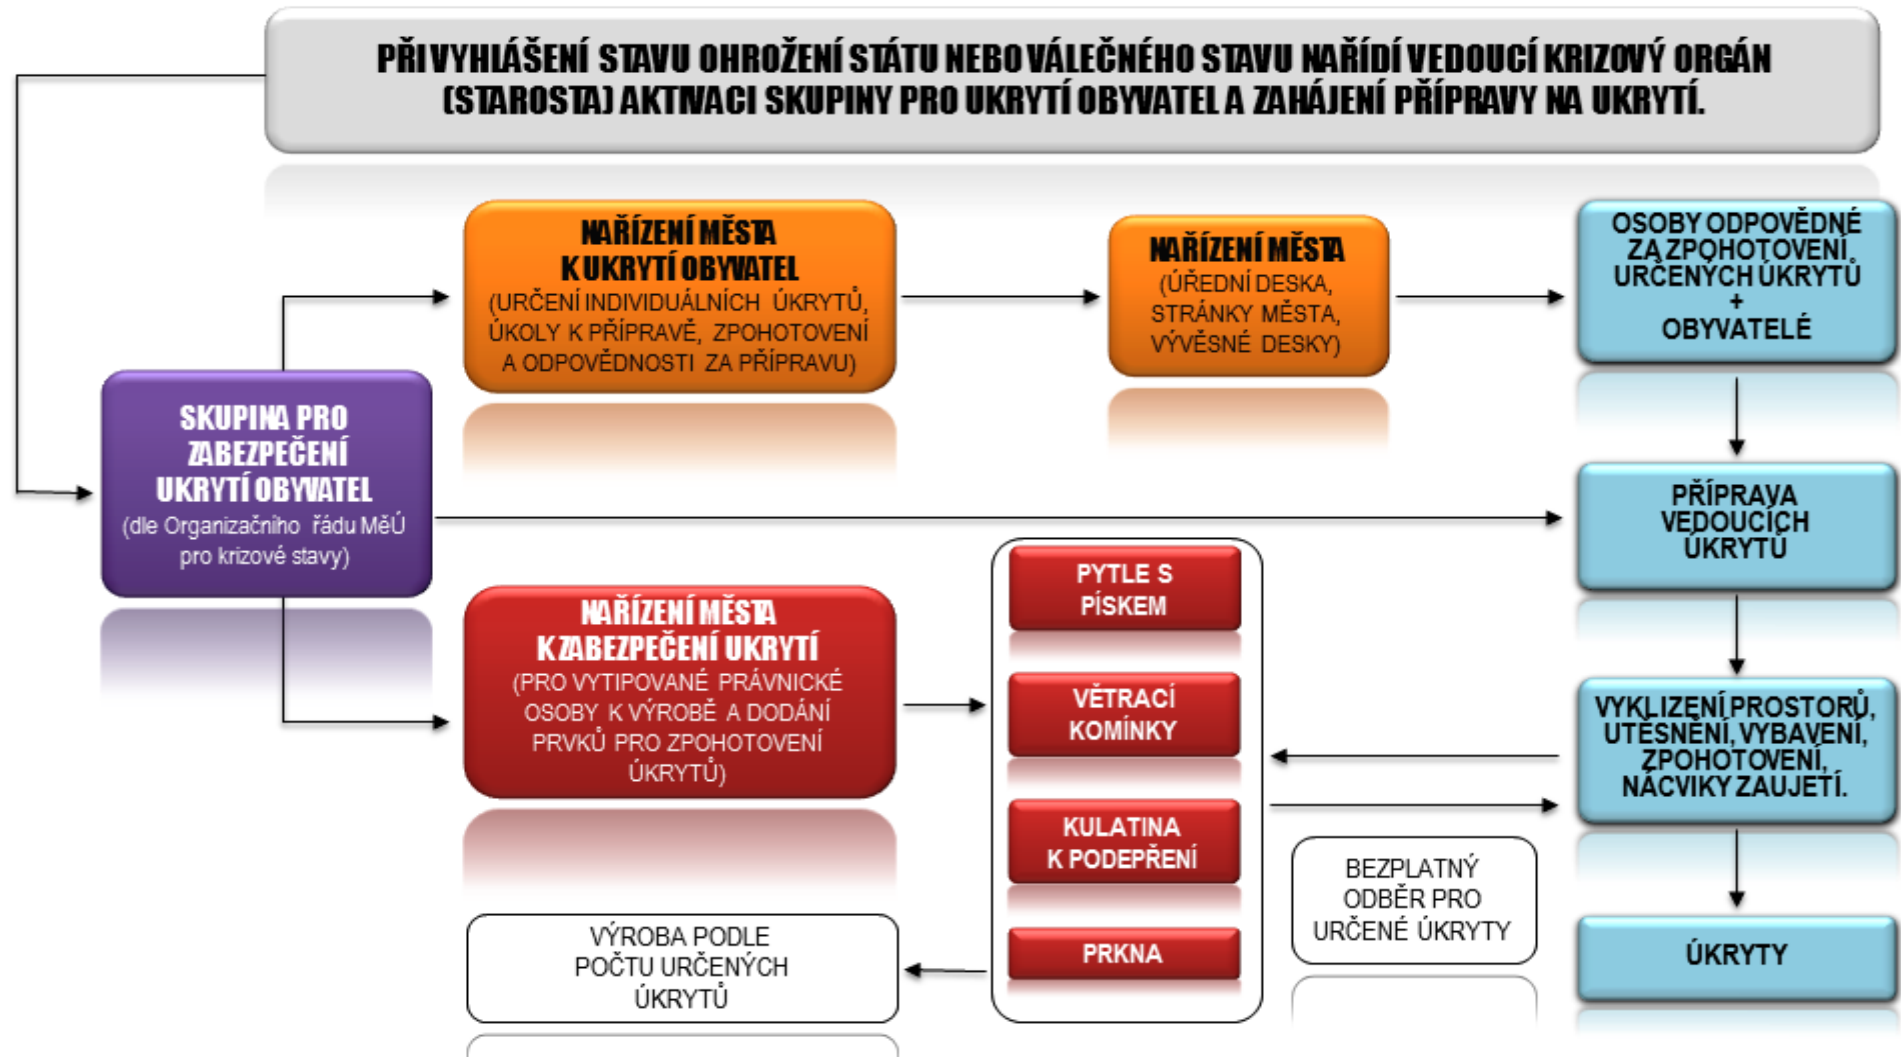 PŘI VYHLÁŠENÍ STAVU OHROŽENÍ STÁTU NEBO VÁLEČNÉHO STAVU NAŘÍDÍ VEDOUCÍ KRIZOVÝ ORGÁN
(STAROSTA) AKTIVACI SKUPINY PRO UKRYTÍ OBYVATEL A ZAHÁJENÍ PŘÍPRAVY NA UKRYTÍ.
NAŘÍZENÍ MĚSTA
K UKRYTÍ OBYVATEL
(URČENÍ INDIVIDUÁLNÍCH ÚKRYTŮ,
ÚKOLY K PŘÍPRAVĚ, ZPOHOTOVENÍ
A ODPOVĚDNOSTI ZA PŘÍPRAVU)
NAŘÍZENÍ MĚSTA
(ÚŘEDNÍ DESKA,
STRÁNKY MĚSTA,
VÝVĚSNÉ DESKY)
OSOBY ODPOVĚDNÉ
ZA ZPOHOTOVENÍ
URČENÝCH ÚKRYTŮ
+
OBYVATELÉ
SKUPINA PRO
ZABEZPEČENÍ
UKRYTÍ OBYVATEL
(dle Organizačního řádu MěÚ
pro krizové stavy)
PŘÍPRAVA
VEDOUCÍCH
ÚKRYTŮ
NAŘÍZENÍ MĚSTA
K ZABEZPEČENÍ UKRYTÍ
(PRO VYTIPOVANÉ PRÁVNICKÉ
OSOBY K VÝROBĚ A DODÁNÍ
PRVKŮ PRO ZPOHOTOVENÍ
ÚKRYTŮ)
PYTLE S
PÍSKEM
VĚTRACÍ
KOMÍNKY
KULATINA
K PODEPŘENÍ
PRKNA
VYKLIZENÍ PROSTORŮ,
UTĚSNĚNÍ, VYBAVENÍ,
ZPOHOTOVENÍ,
NÁCVIKY ZAUJETÍ.
BEZPLATNÝ
ODBĚR PRO
URČENÉ ÚKRYTY
VÝROBA PODLE
POČTU URČENÝCH
ÚKRYTŮ
ÚKRYTY